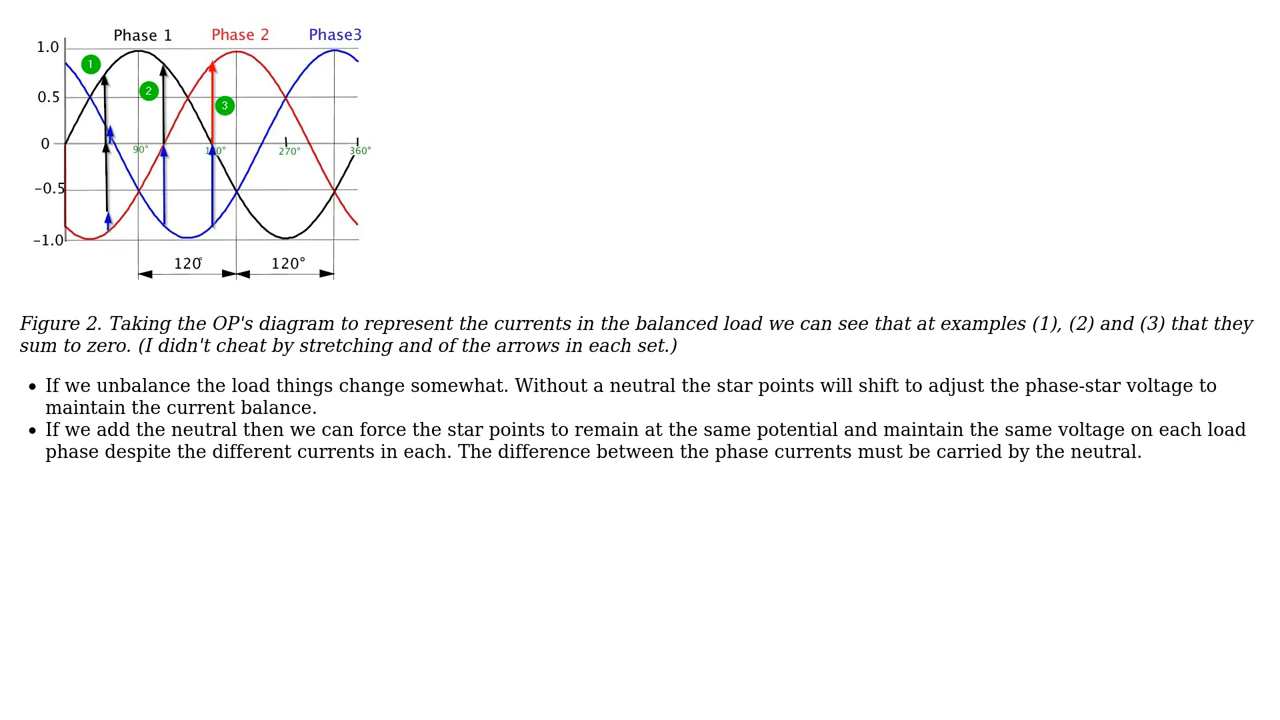 Phase 1 Phase 2 Phase3
1.0
1
2
0.5
3
0
90° 270° 360°
−0.5
−1.0
120° 120°
Figure 2. Taking the OP's diagram to represent the currents in the balanced load we can see that at examples (1), (2) and (3) that they
sum to zero. (I didn't cheat by stretching and of the arrows in each set.)
• If we unbalance the load things change somewhat. Without a neutral the star points will shift to adjust the phase-star voltage to
maintain the current balance.
• If we add the neutral then we can force the star points to remain at the same potential and maintain the same voltage on each load
phase despite the different currents in each. The difference between the phase currents must be carried by the neutral.